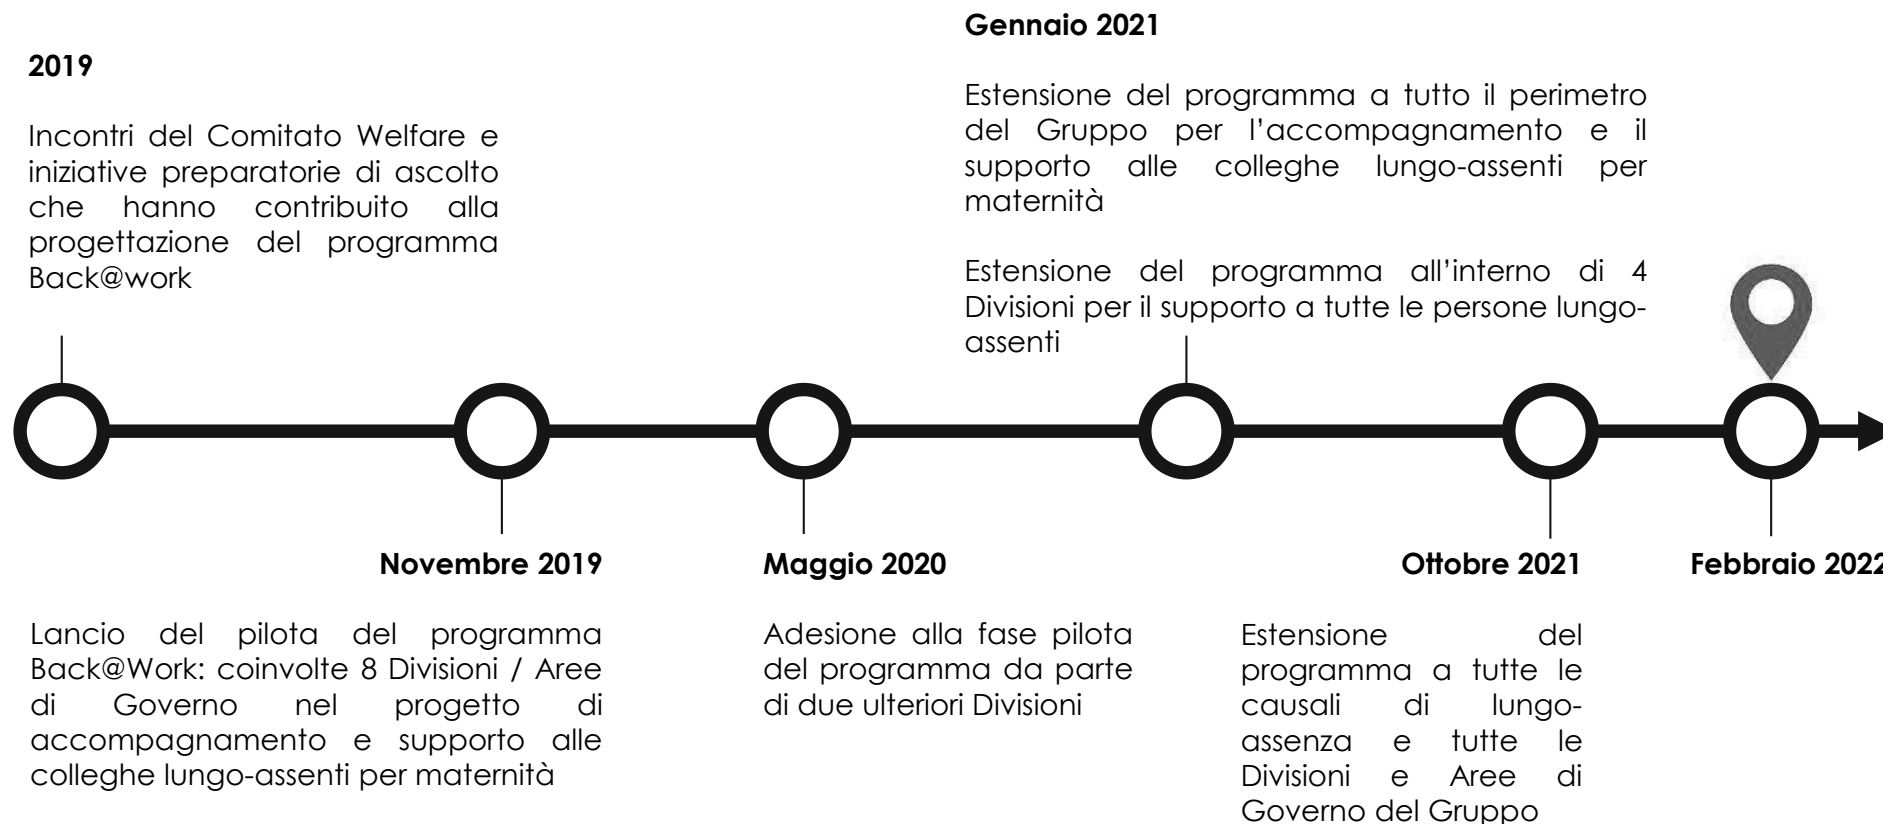 2019
Incontri del Comitato Welfare e
iniziative preparatorie di ascolto
che hanno contribuito alla
progettazione del programma
Back@work
Gennaio 2021
Estensione del programma a tutto il perimetro
del Gruppo per l’accompagnamento e il
supporto alle colleghe lungo-assenti per
maternità
Estensione del programma all’interno di 4
Divisioni per il supporto a tutte le persone lungo-
assenti
Novembre 2019
Lancio del pilota del programma
Back@Work: coinvolte 8 Divisioni / Aree
di Governo nel progetto di
accompagnamento e supporto alle
colleghe lungo-assenti per maternità
Maggio 2020
Adesione alla fase pilota
del programma da parte
di due ulteriori Divisioni
Ottobre 2021
Estensione del
programma a tutte le
causali di lungo-
assenza e tutte le
Divisioni e Aree di
Governo del Gruppo
Febbraio 2022